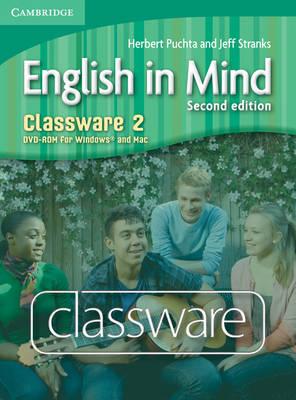 CAMBRIDGE
Herbert Puchta and Jeff Stranks
English in Mind
Second edition
Classware 2
DVD-ROM for Windows® and Mac
classware